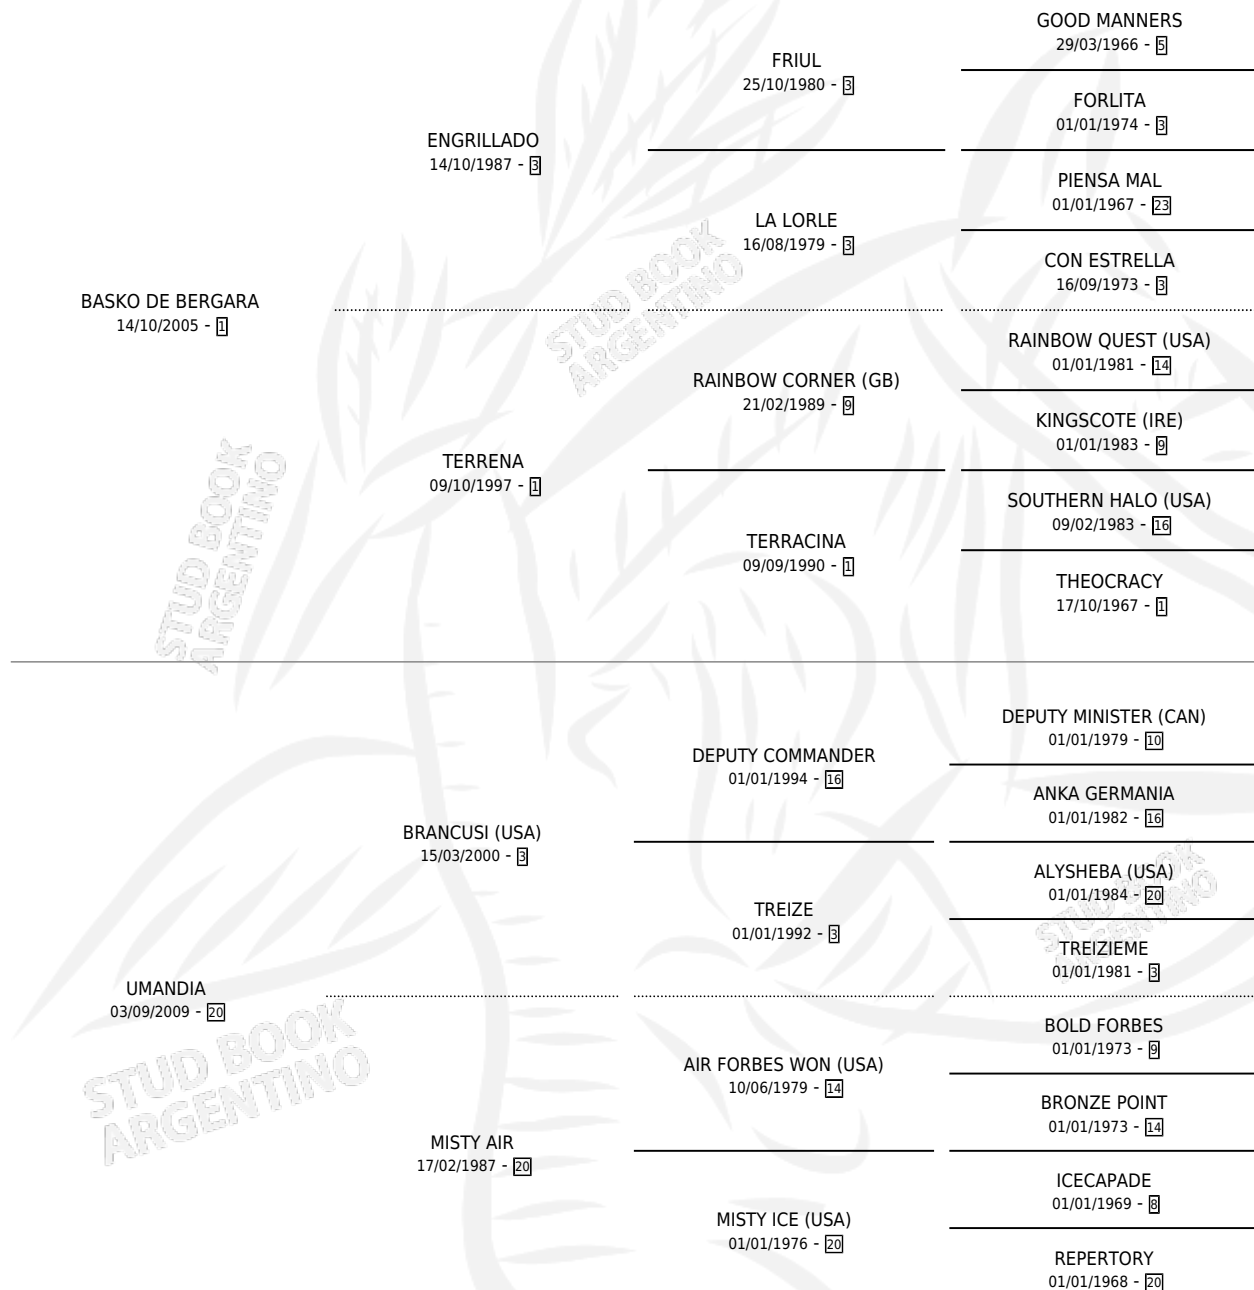 GOOD MANNERS
29/03/1966 - 5
FRIUL
25/10/1980 - 3
FORLITA
01/01/1974 - 3
ENGRILLADO
14/10/1987 - 3
PIENSA MAL
01/01/1967 - 23
LA LORLE
16/08/1979 - 3
CON ESTRELLA
16/09/1973 - 3
BASKO DE BERGARA
14/10/2005 - 1
RAINBOW QUEST (USA)
01/01/1981 - 14
RAINBOW CORNER (GB)
21/02/1989 - 9
KINGSCOTE (IRE)
01/01/1983 - 9
TERRENA
09/10/1997 - 1
SOUTHERN HALO (USA)
09/02/1983 - 16
TERRACINA
09/09/1990 - 1
THEOCRACY
17/10/1967 - 1
STUD BOOK
ARGENTINO
STUD BOOK
ARGENTINO
DEPUTY MINISTER (CAN)
01/01/1979 - 10
DEPUTY COMMANDER
01/01/1994 - 16
ANKA GERMANIA
01/01/1982 - 16
BRANCUSI (USA)
15/03/2000 - 3
ALYSHEBA (USA)
01/01/1984 - 20
TREIZE
01/01/1992 - 3
TREIZIEME
01/01/1981 - 3
UMANDIA
03/09/2009 - 20
BOLD FORBES
01/01/1973 - 9
AIR FORBES WON (USA)
10/06/1979 - 14
BRONZE POINT
01/01/1973 - 14
MISTY AIR
17/02/1987 - 20
ICECAPADE
01/01/1969 - 8
MISTY ICE (USA)
01/01/1976 - 20
REPERTORY
01/01/1968 - 20
STUD BOOK
ARGENTINO
STUD BOOK
ARGENTINO